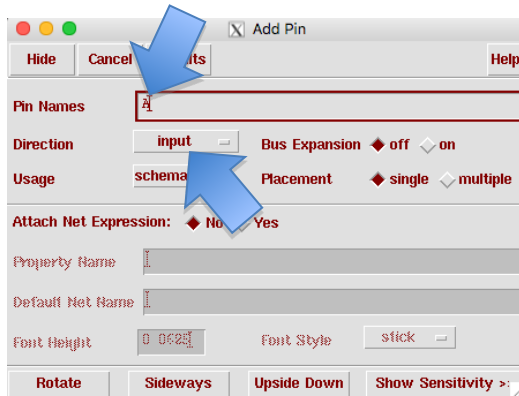 Add Pin
Hide Cancel Help
Pin Names A
Direction input Bus Expansion off on
Usage Placement single multiple
Attach Net Expression: No Yes
Property Name
Default Net Name
Font Height 0.0625 Font Style stick
Rotate Sideways Upside Down Show Sensitivity >>